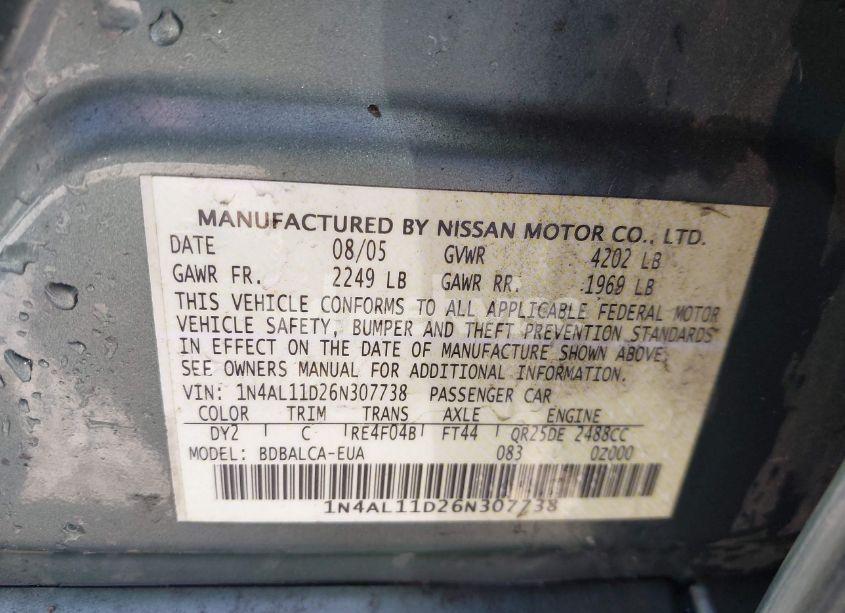 MANUFACTURED BY NISSAN MOTOR CO., LTD.
DATE 08/05 GVWR 4202 LB
GAWR FR. 2249 LB GAWR RR. 1969 LB
THIS VEHICLE CONFORMS TO ALL APPLICABLE FEDERAL MOTOR
VEHICLE SAFETY, BUMPER AND THEFT PREVENTION STANDARDS
IN EFFECT ON THE DATE OF MANUFACTURE SHOWN ABOVE.
SEE OWNERS MANUAL FOR ADDITIONAL INFORMATION.
VIN: 1N4AL11D26N307738 PASSENGER CAR
COLOR TRIM TRANS AXLE ENGINE
DY2 C RE4F04B FT44 QR25DE 2488CC
MODEL: BDBALCA-EUA 083 0Z000
1N4AL11D26N307738